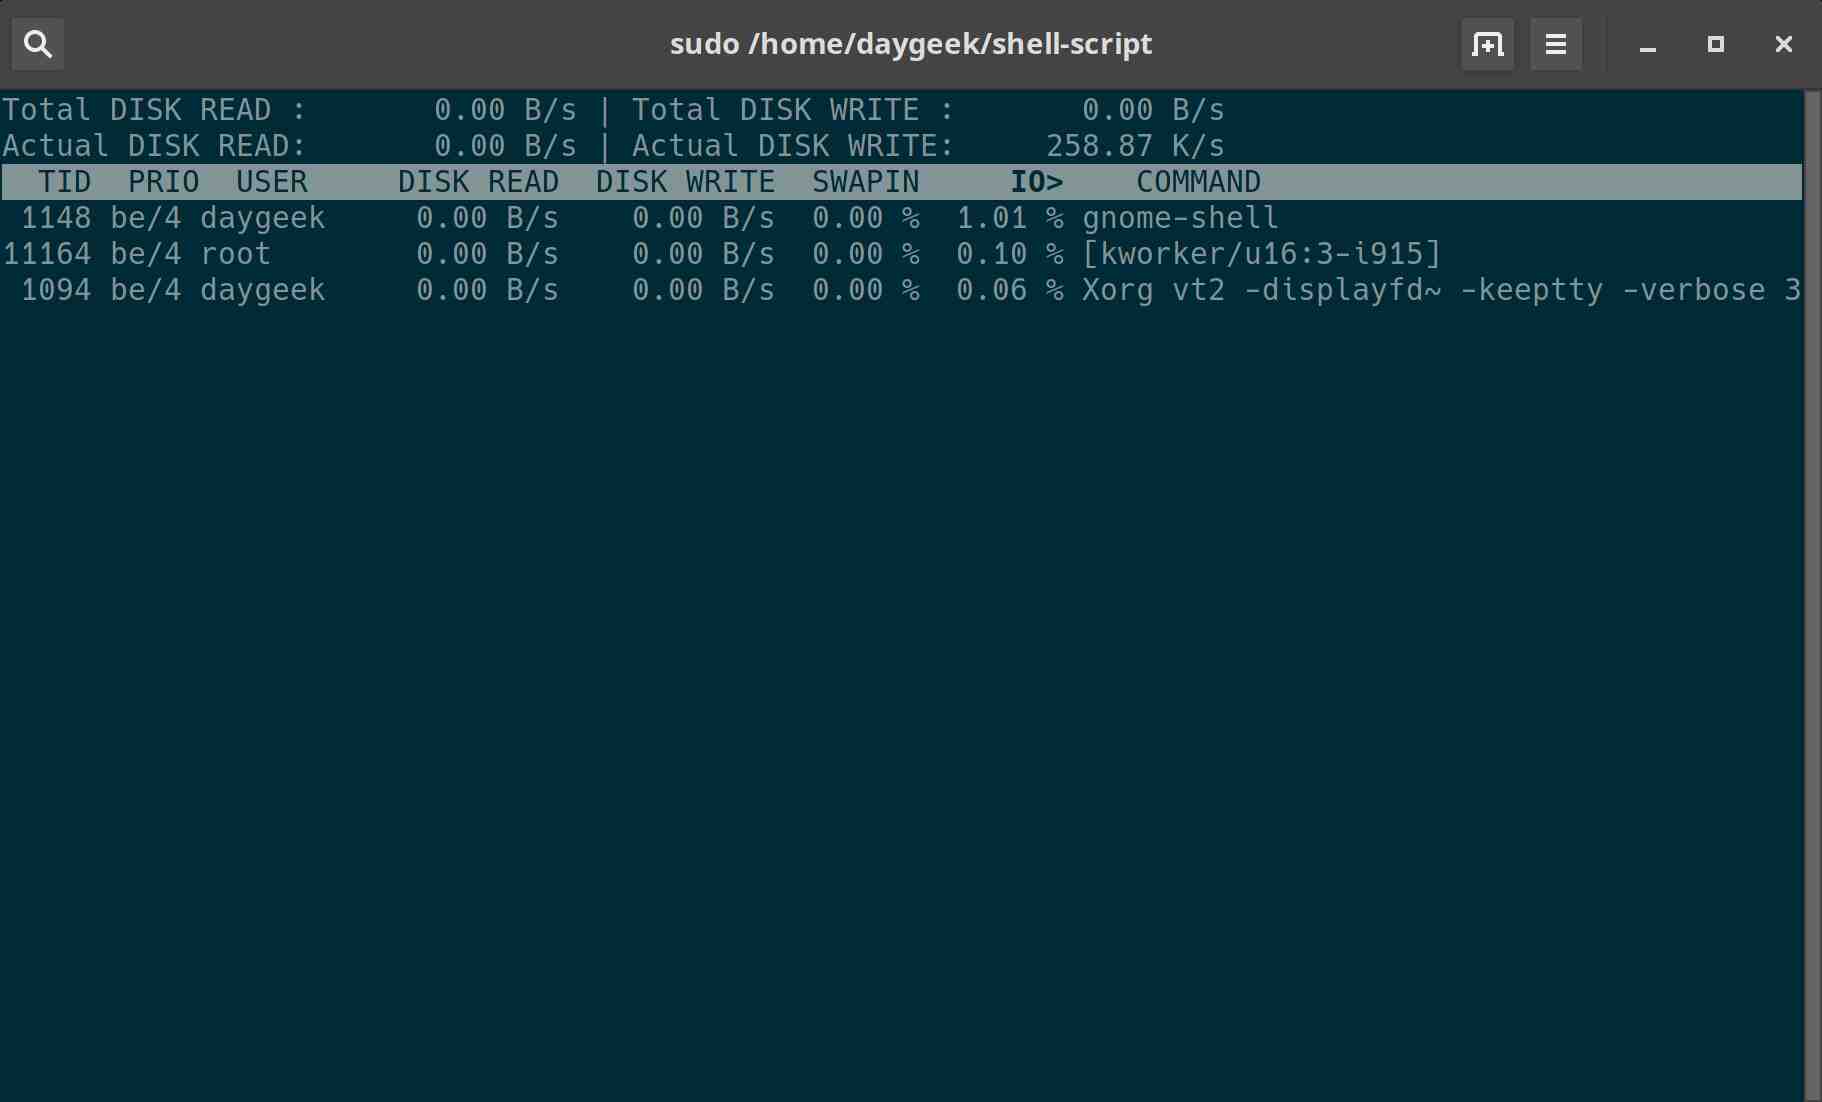 sudo /home/daygeek/shell-script
Total DISK READ :       0.00 B/s | Total DISK WRITE :       0.00 B/s
Actual DISK READ:       0.00 B/s | Actual DISK WRITE:     258.87 K/s
  TID  PRIO  USER     DISK READ  DISK WRITE  SWAPIN     IO>    COMMAND
 1148 be/4 daygeek     0.00 B/s    0.00 B/s  0.00 %  1.01 % gnome-shell
11164 be/4 root        0.00 B/s    0.00 B/s  0.00 %  0.10 % [kworker/u16:3-i915]
 1094 be/4 daygeek     0.00 B/s    0.00 B/s  0.00 %  0.06 % Xorg vt2 -displayfd~ -keeptty -verbose 3